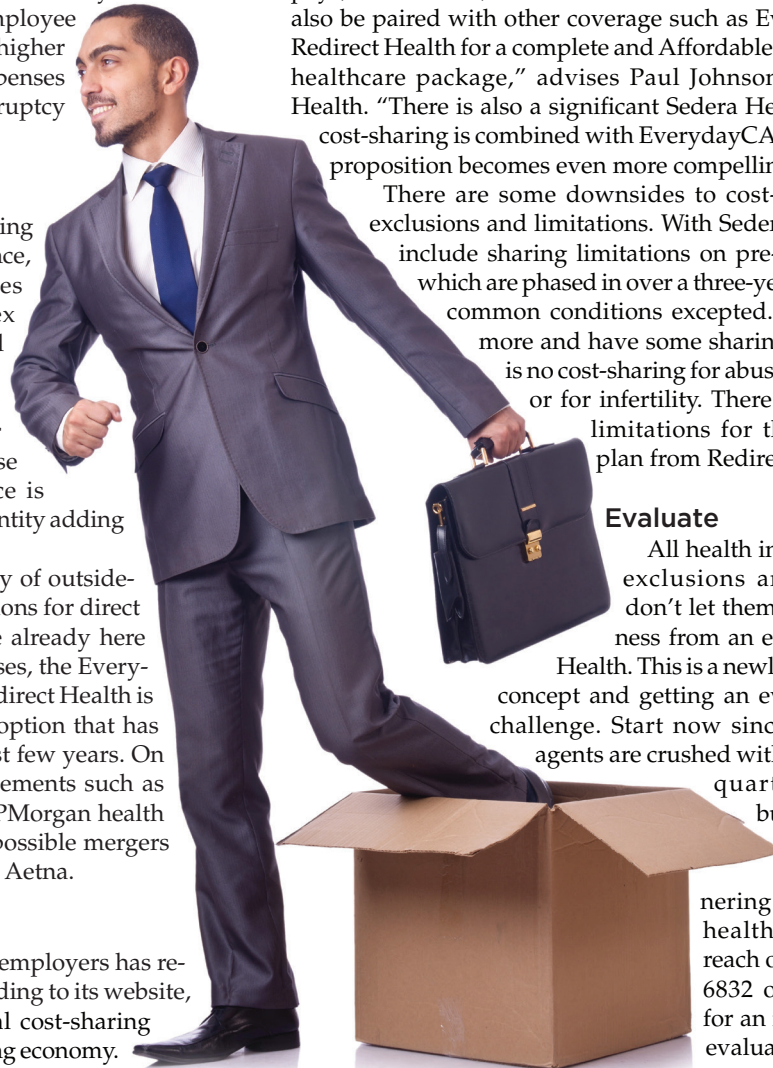 mployee
higher
penses
ruptcy
ing
ce,
es
ex
se
ce is
ntity adding
y of outside-
ions for direct
e already here
ses, the Every-
direct Health is
option that has
st few years. On
ements such as
PMorgan health
possible mergers
Aetna.
employers has re-
ding to its website,
al cost-sharing
ng economy.
also be paired with other coverage such as Ev
Redirect Health for a complete and Affordable
healthcare package,” advises Paul Johnson
Health. “There is also a significant Sedera He
cost-sharing is combined with EverydayCA
proposition becomes even more compellin
There are some downsides to cost-
exclusions and limitations. With Seder
include sharing limitations on pre-
which are phased in over a three-ye
common conditions excepted.
more and have some sharin
is no cost-sharing for abus
or for infertility. There
limitations for th
plan from Redire
Evaluate
All health in
exclusions an
don’t let them
ness from an e
Health. This is a newl
concept and getting an ev
challenge. Start now sinc
agents are crushed with
quart
bu
nering
health
reach o
6832 o
for an
evalua